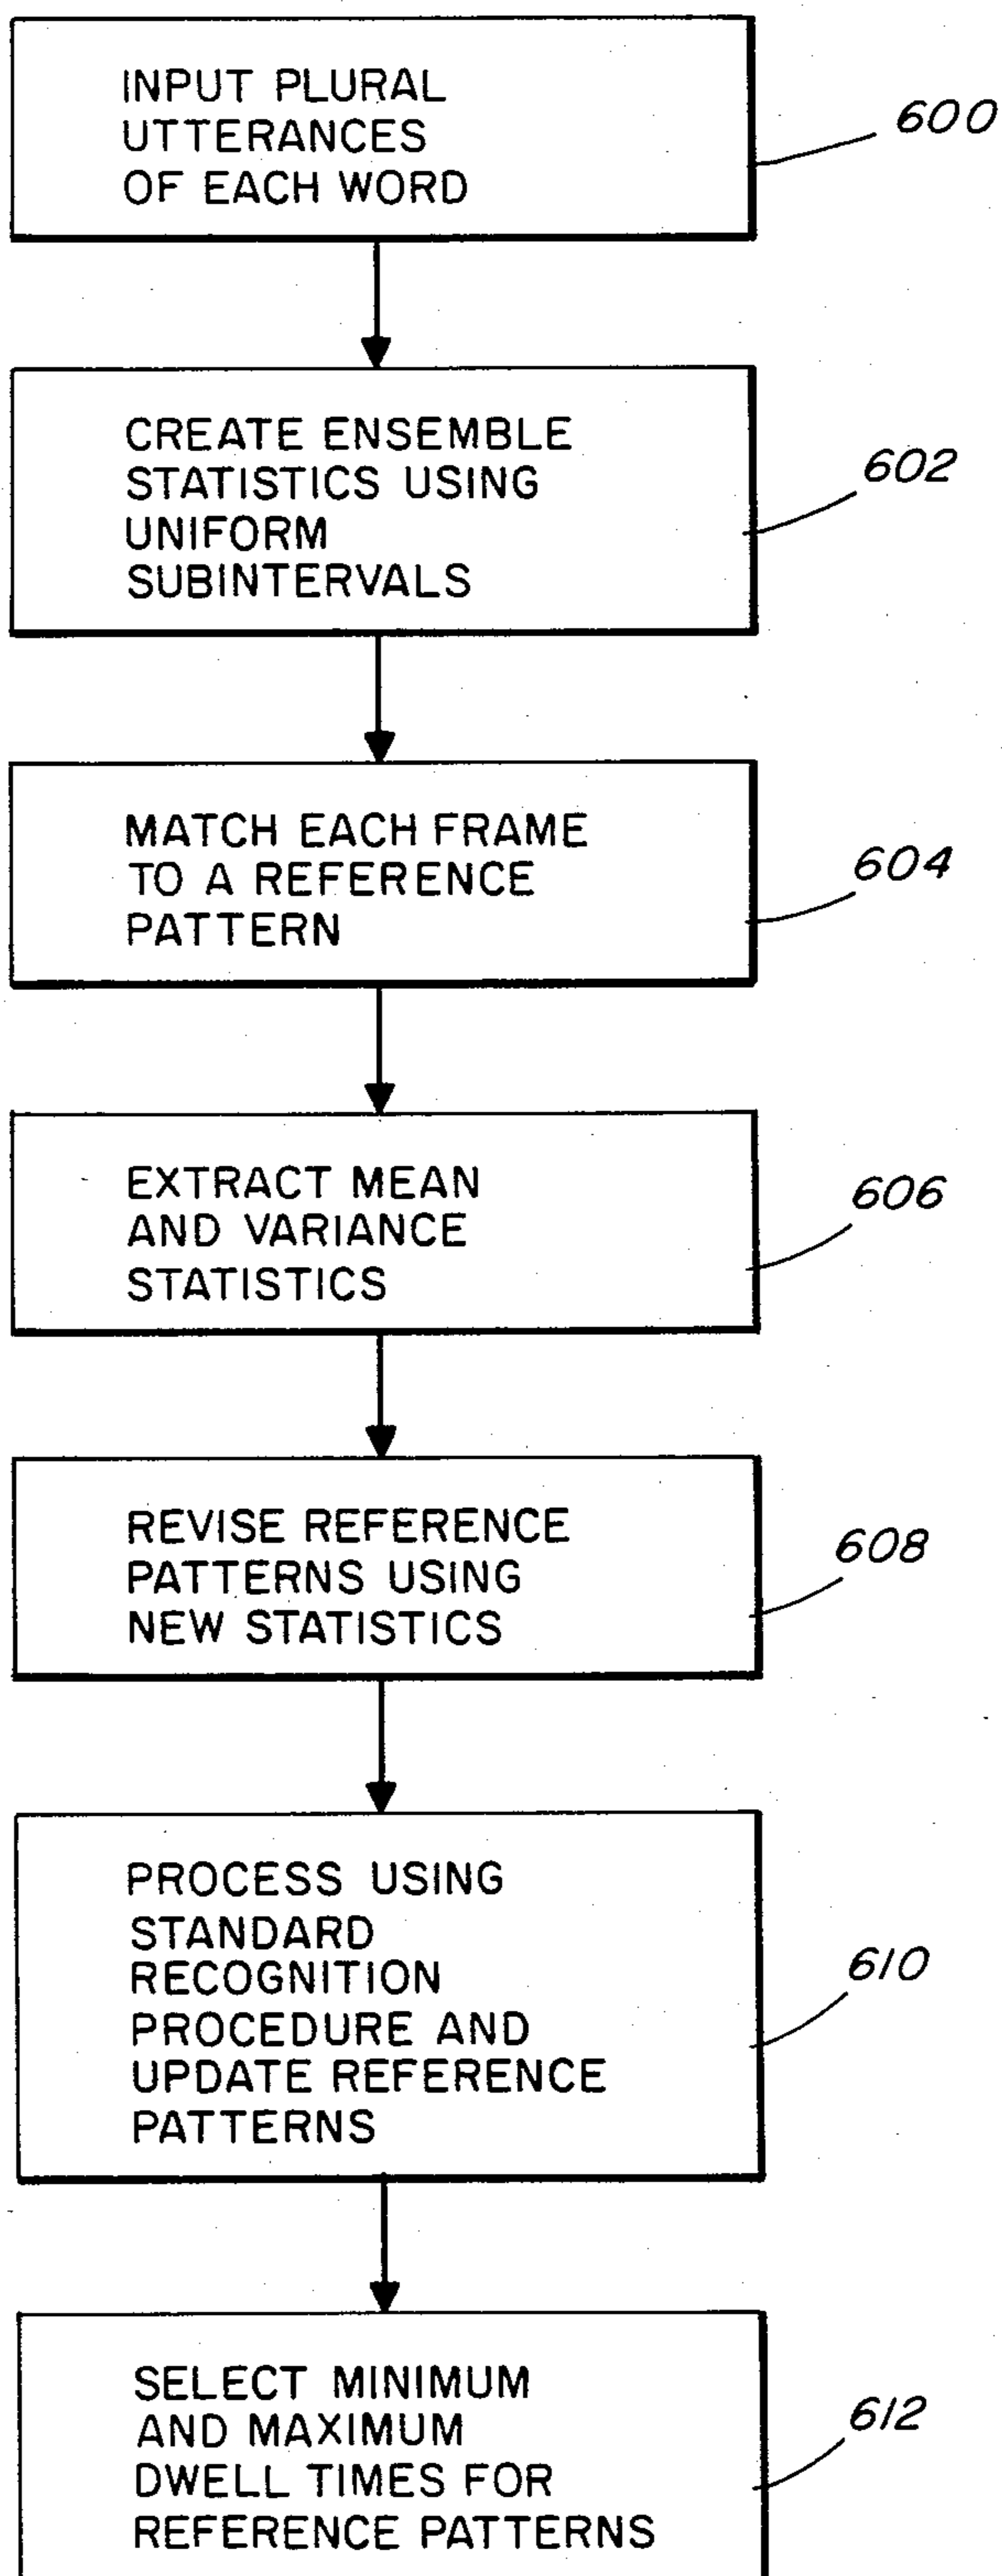 INPUT PLURAL
UTTERANCES
OF EACH WORD
600
CREATE ENSEMBLE
STATISTICS USING
UNIFORM
SUBINTERVALS
602
MATCH EACH FRAME
TO A REFERENCE
PATTERN
604
EXTRACT MEAN
AND VARIANCE
STATISTICS
606
REVISE REFERENCE
PATTERNS USING
NEW STATISTICS
608
PROCESS USING
STANDARD
RECOGNITION
PROCEDURE AND
UPDATE REFERENCE
PATTERNS
610
SELECT MINIMUM
AND MAXIMUM
DWELL TIMES FOR
REFERENCE PATTERNS
612